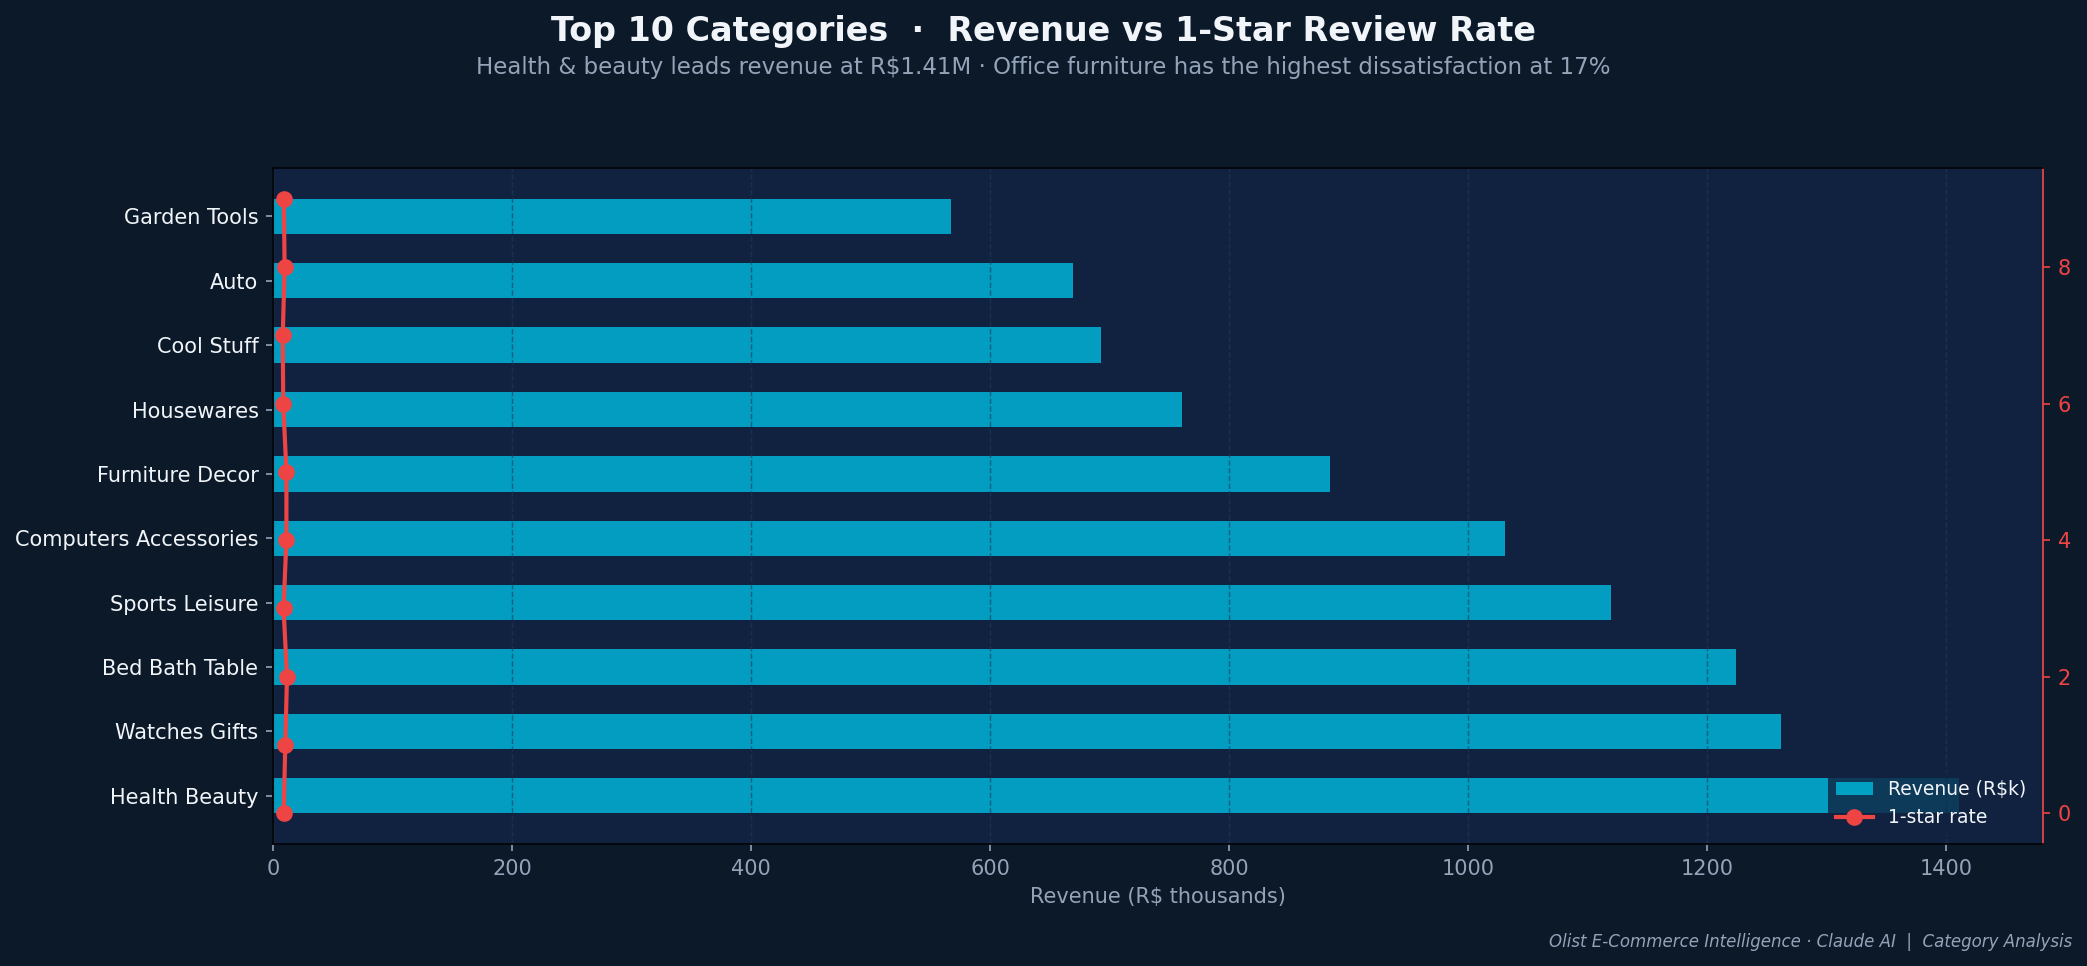 Top 10 Categories · Revenue vs 1-Star Review Rate
Health & beauty leads revenue at R$1.41M · Office furniture has the highest dissatisfaction at 17%
Garden Tools
Auto
Cool Stuff
Housewares
Furniture Decor
Computers Accessories
Sports Leisure
Bed Bath Table
Watches Gifts
Health Beauty
8
6
4
2
0
Revenue (R$k)
1-star rate
0 200 400 600 800 1000 1200 1400
Revenue (R$ thousands)
Olist E-Commerce Intelligence · Claude AI | Category Analysis